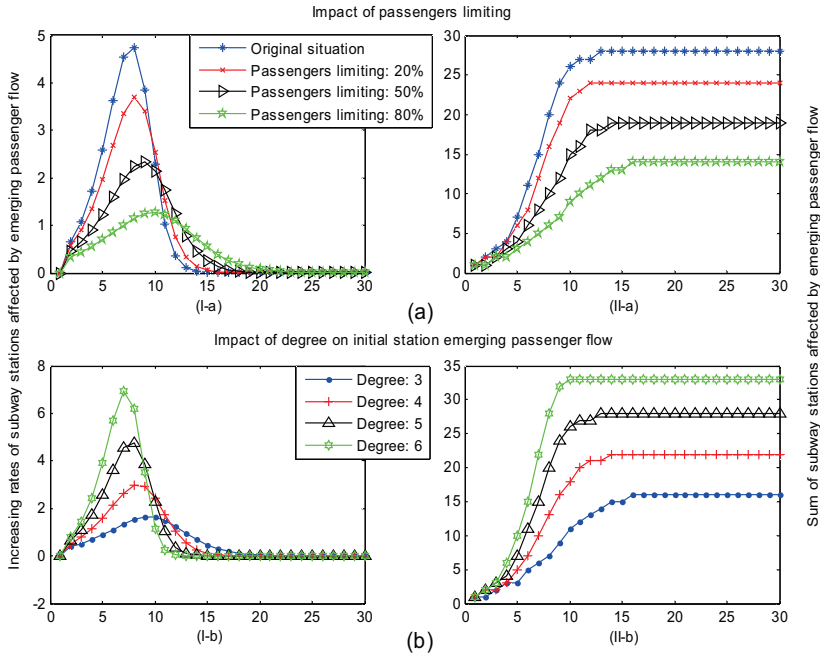 Impact of passengers limiting
Increasing rates of subway stations affected by emerging passenger flow
5
4
3
2
1
0
0 5 10 15 20 25 30
(I-a)
Original situation
Passengers limiting: 20%
Passengers limiting: 50%
Passengers limiting: 80%
30
25
20
15
10
5
0
0 5 10 15 20 25 30
(II-a)
Sum of subway stations affected by emerging passenger flow
(a)
Impact of degree on initial station emerging passenger flow
8
6
4
2
0
-2
0 5 10 15 20 25 30
(I-b)
Degree: 3
Degree: 4
Degree: 5
Degree: 6
35
30
25
20
15
10
5
0
0 5 10 15 20 25 30
(II-b)
(b)